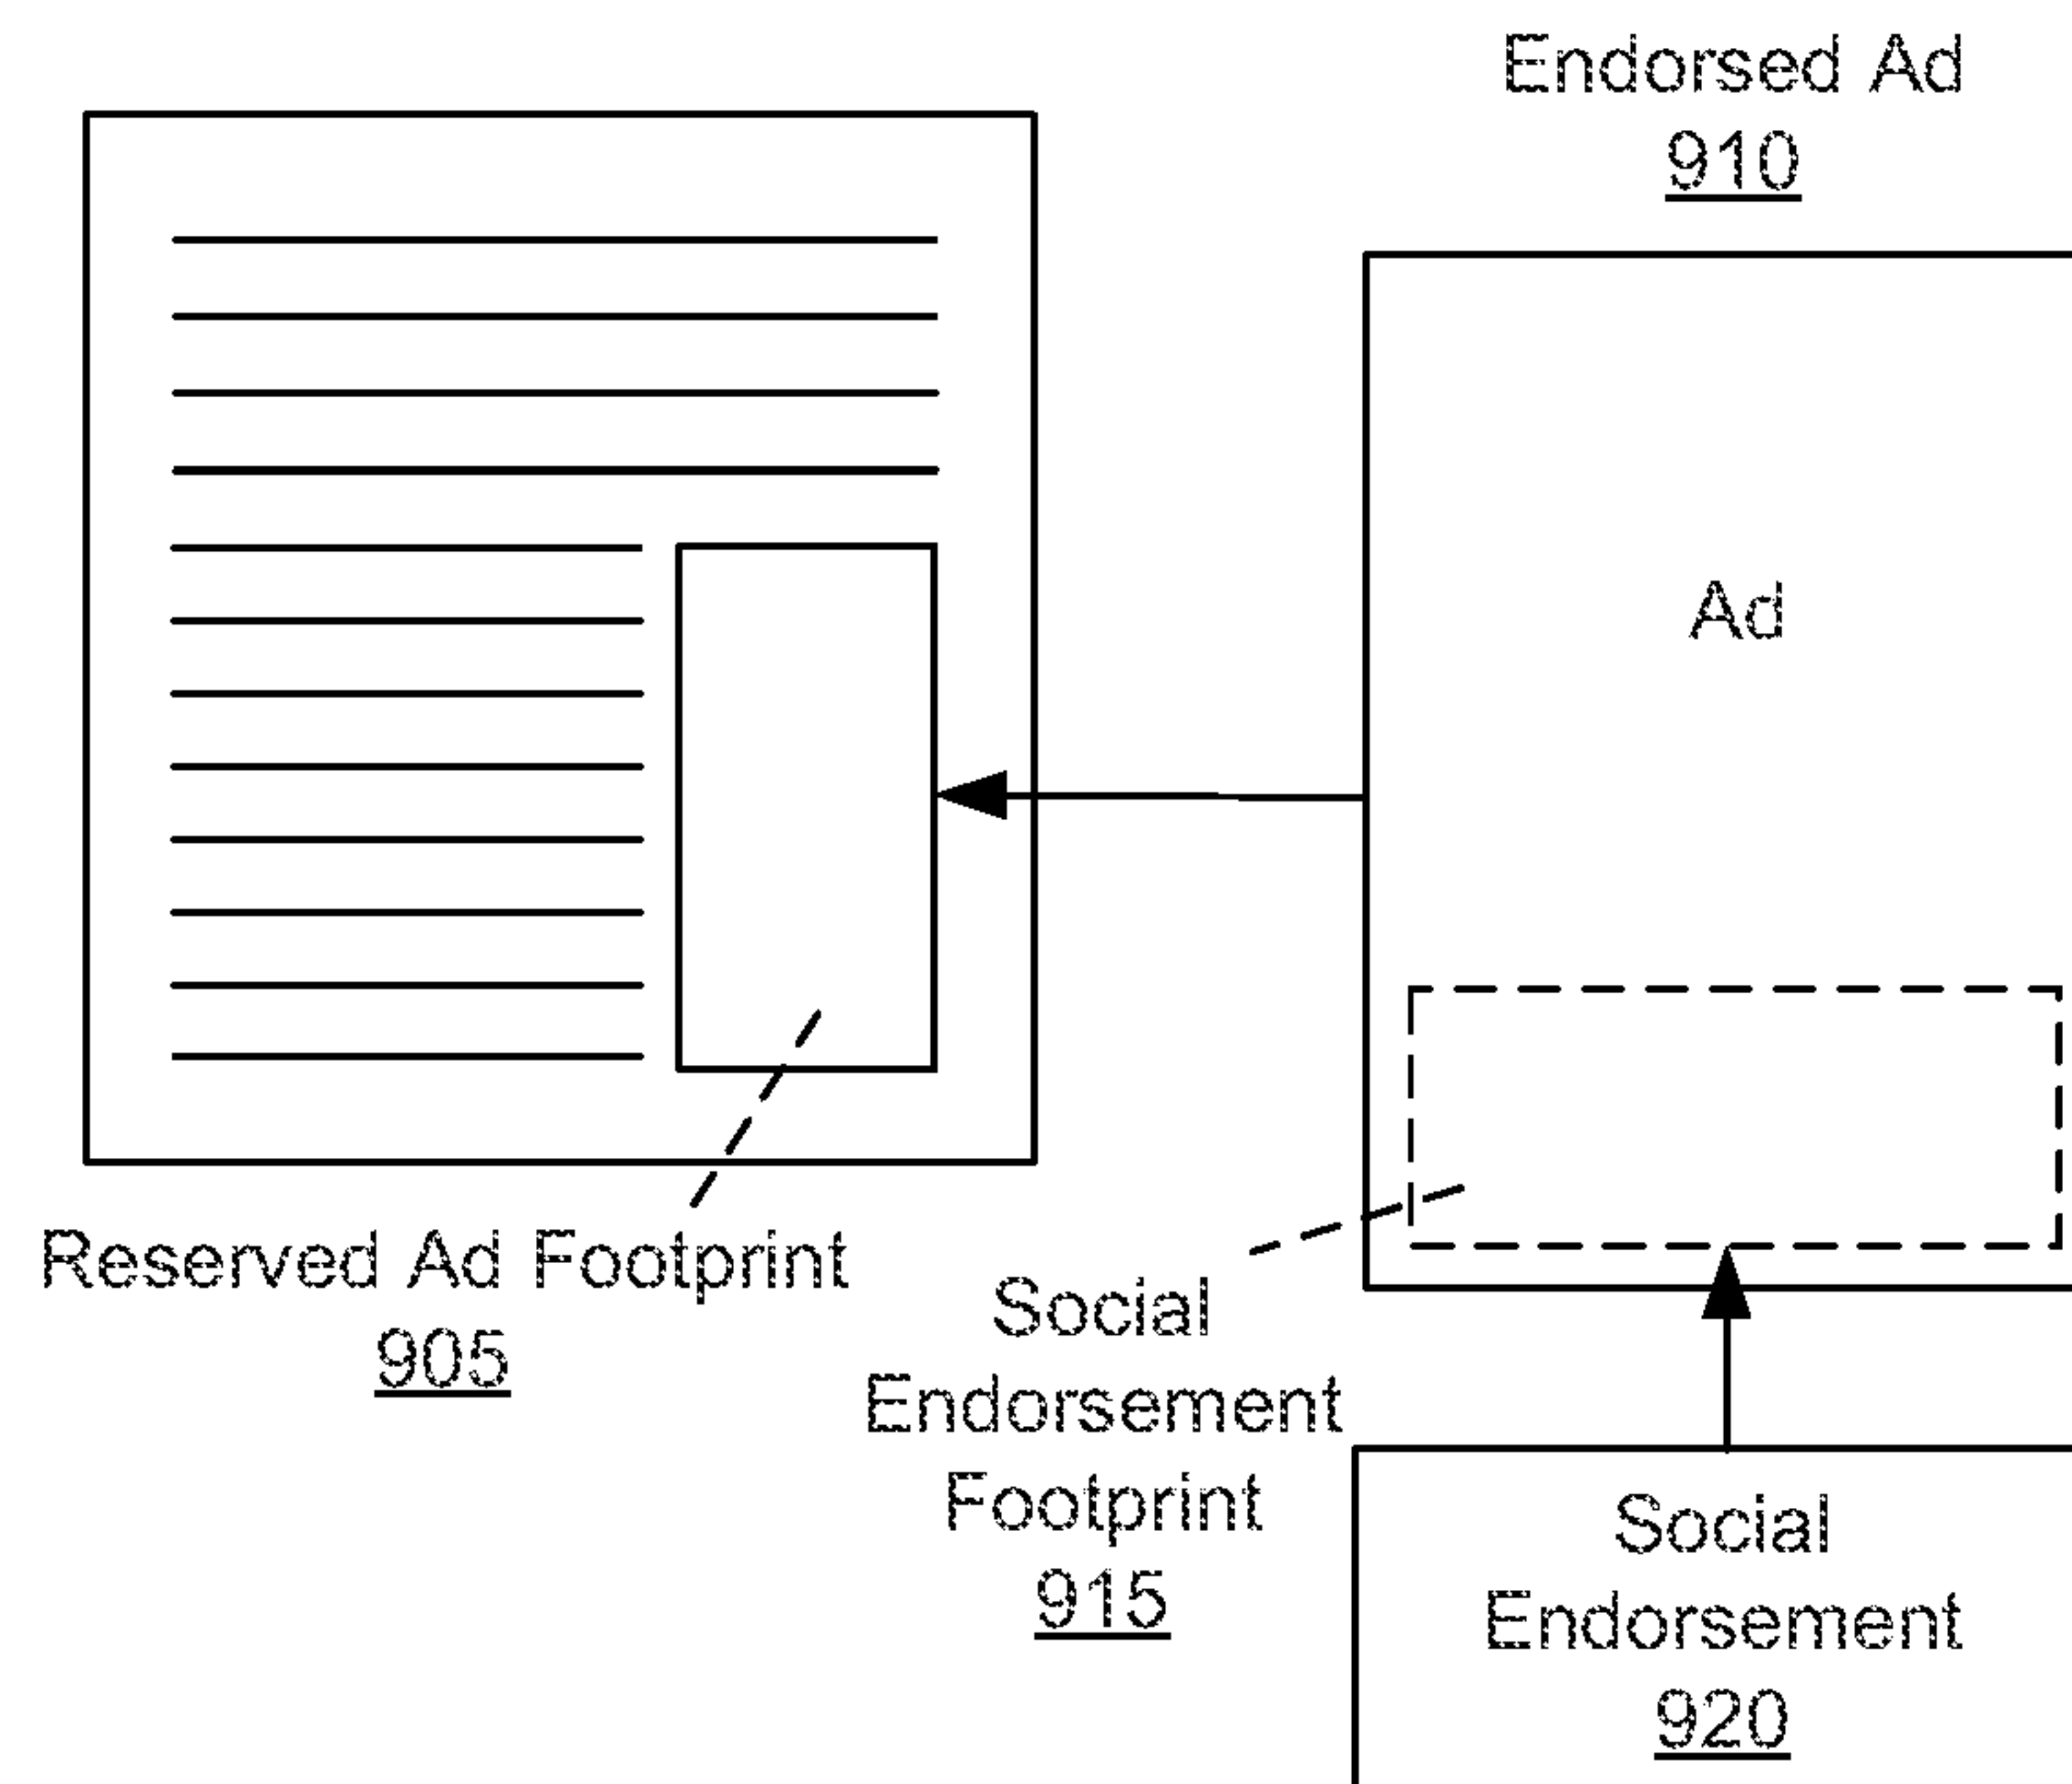 Endorsed Ad
910
Ad
Reserved Ad Footprint
905
Social
Endorsement
Footprint
915
Social
Endorsement
920